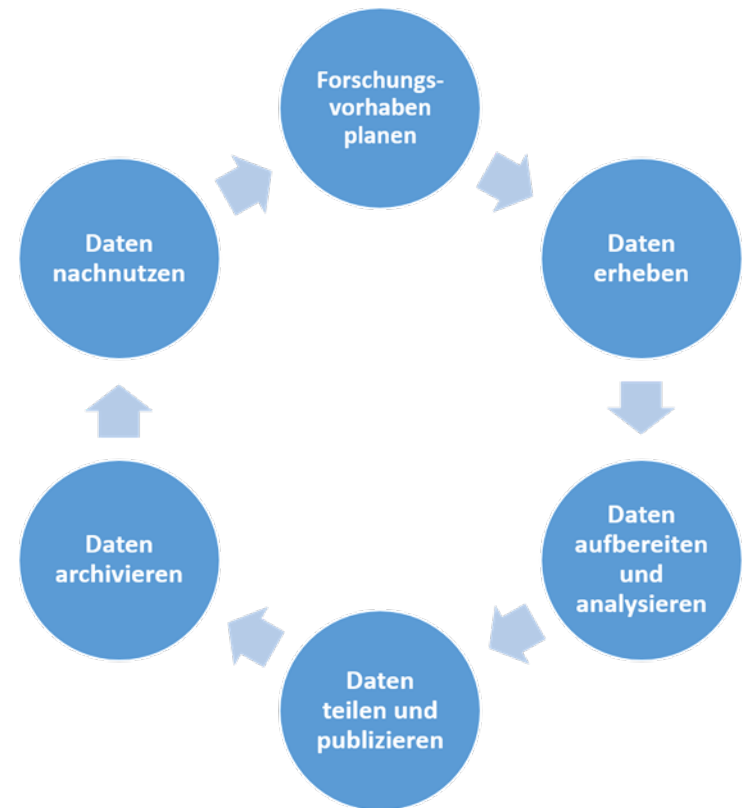 Forschungs-
vorhaben
planen
Daten
erheben
Daten
aufbereiten
und
analysieren
Daten
teilen und
publizieren
Daten
archivieren
Daten
nachnutzen